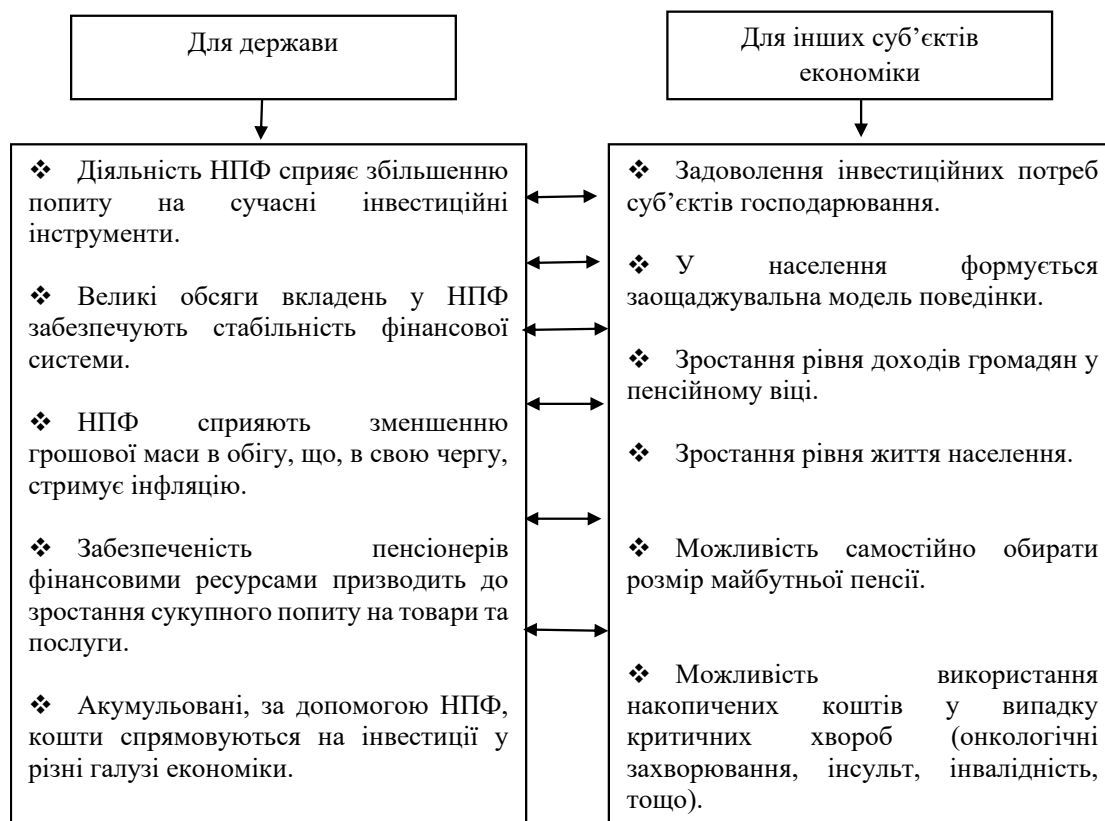 Для держави
❖ Діяльність НПФ сприяє збільшенню
попиту на сучасні інвестиційні
інструменти.
❖ Великі обсяги вкладень у НПФ
забезпечують стабільність фінансової
системи.
❖ НПФ сприяють зменшенню
грошової маси в обігу, що, в свою чергу,
стримує інфляцію.
❖ Забезпеченість пенсіонерів
фінансовими ресурсами призводить до
зростання сукупного попиту на товари та
послуги.
❖ Акумульовані, за допомогою НПФ,
кошти спрямовуються на інвестиції у
різні галузі економіки.
Для інших суб’єктів
економіки
❖ Задоволення інвестиційних потреб
суб’єктів господарювання.
❖ У населення формується
заощаджувальна модель поведінки.
❖ Зростання рівня доходів громадян у
пенсійному віці.
❖ Зростання рівня життя населення.
❖ Можливість самостійно обирати
розмір майбутньої пенсії.
❖ Можливість використання
накопичених коштів у випадку
критичних хвороб (онкологічні
захворювання, інсульт, інвалідність,
тощо).